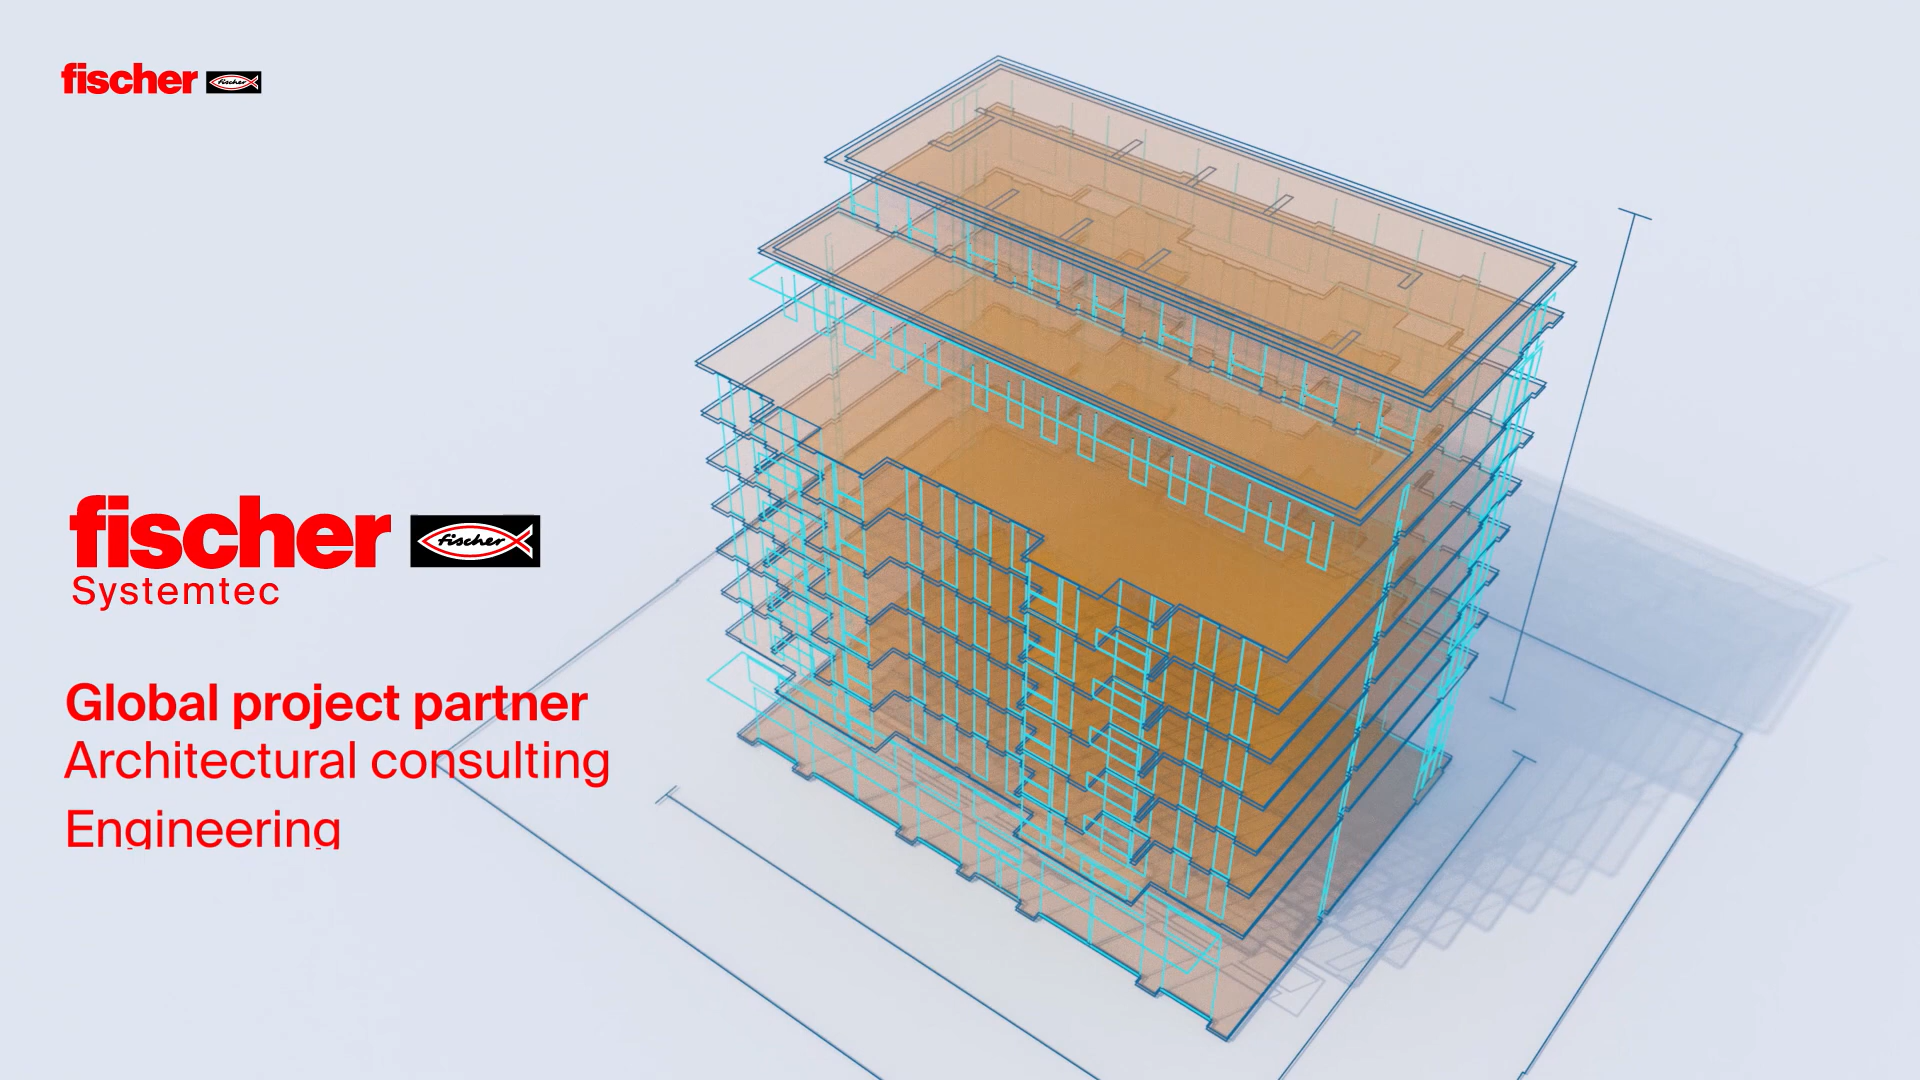 fischer fischer
fischer fischer
Systemtec
Global project partner
Architectural consulting
Engineering